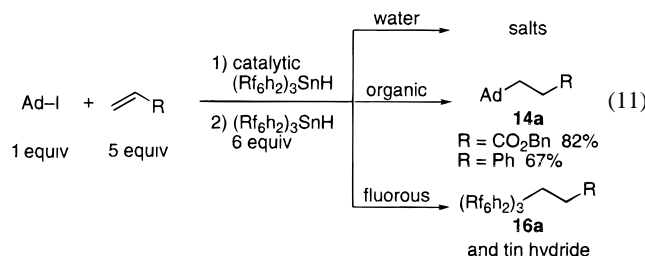 water
salts
1) catalytic
(Rf6h2)3SnH
Ad–I + R
organic
Ad R
(11)
2) (Rf6h2)3SnH
6 equiv
14a
1 equiv 5 equiv
R = CO2Bn 82%
R = Ph 67%
fluorous
(Rf6h2)3 R
16a
and tin hydride